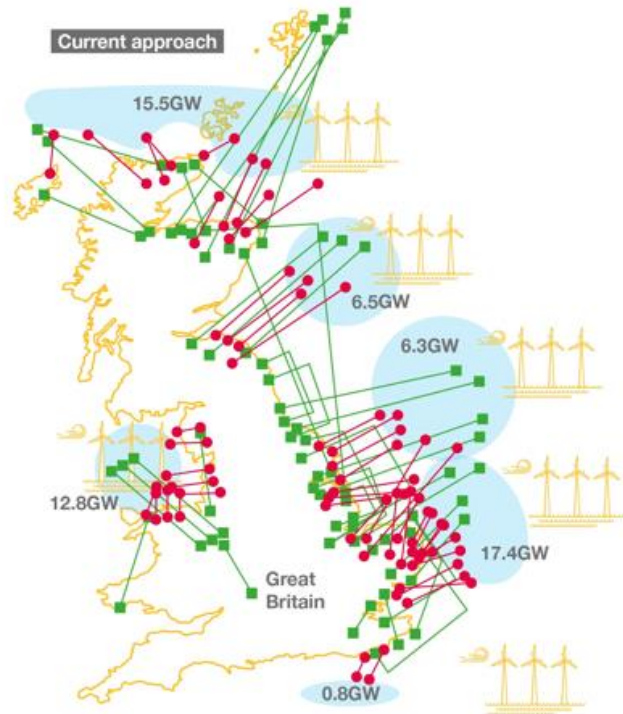 Current approach
15.5GW
6.5GW
6.3GW
12.8GW
17.4GW
Great
Britain
0.8GW